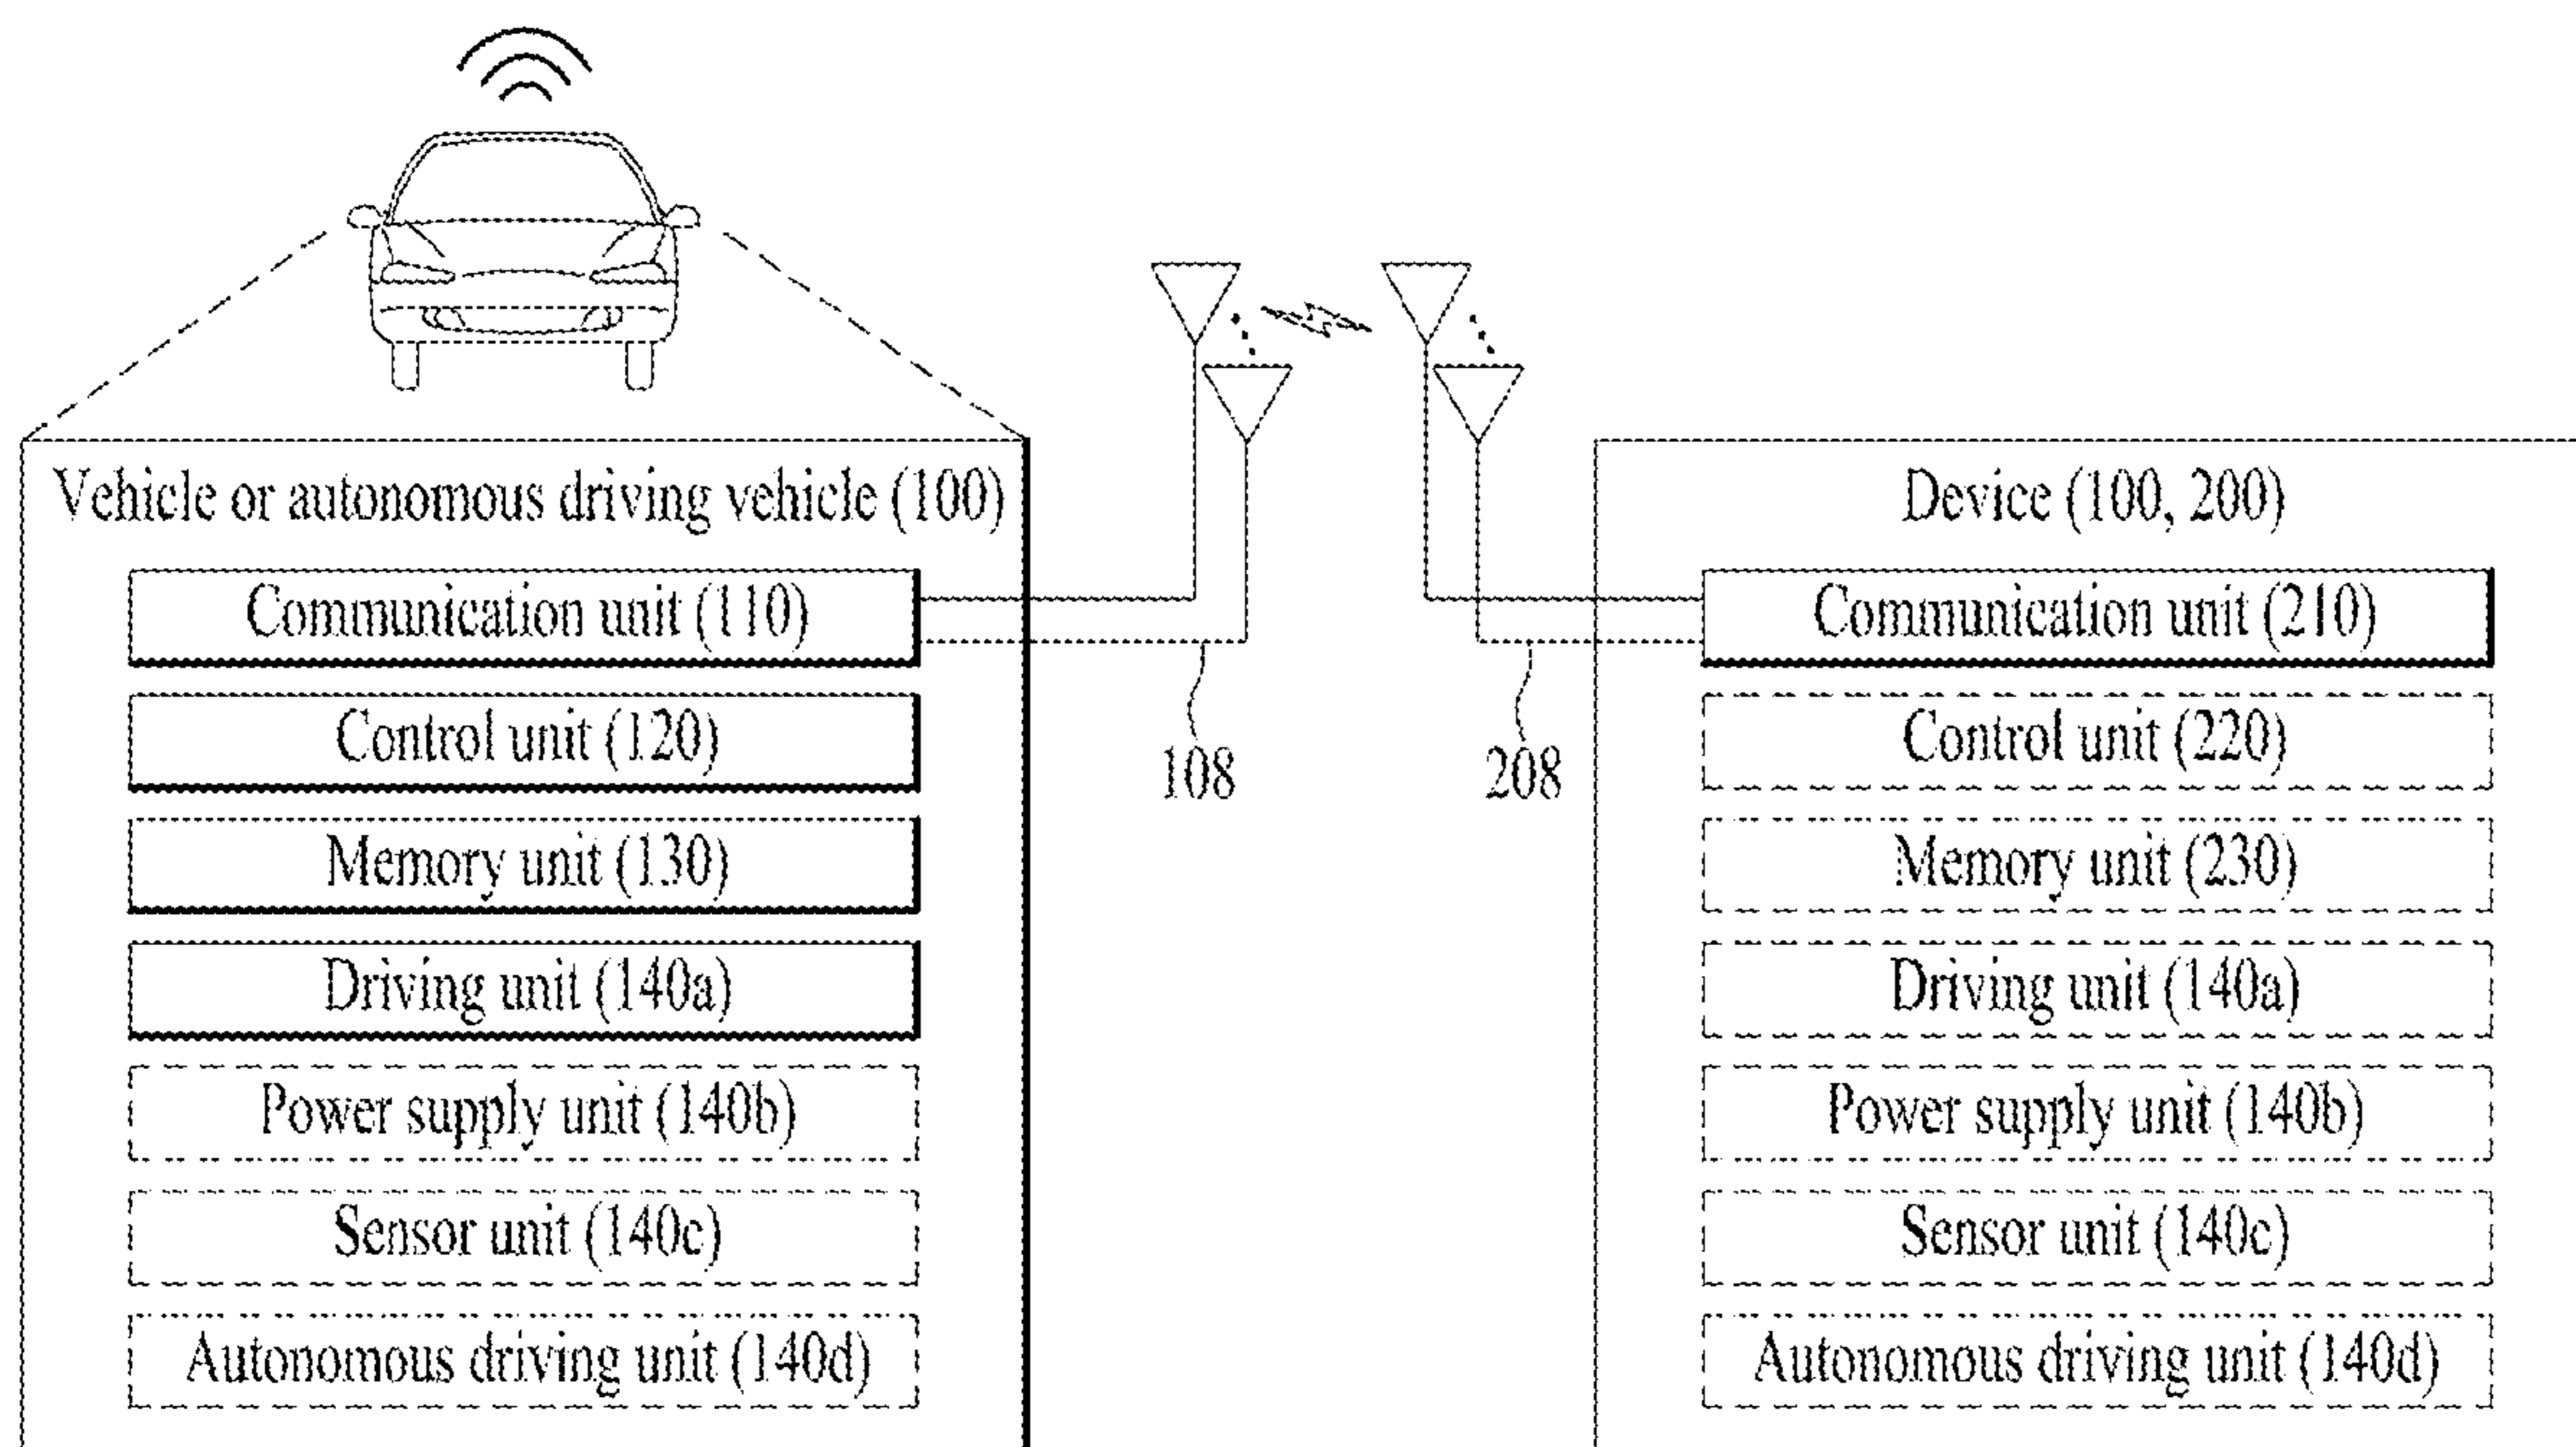 Vehicle or autonomous driving vehicle (100)
Communication unit (110)
Control unit (120)
Memory unit (130)
Driving unit (140a)
Power supply unit (140b)
Sensor unit (140c)
Autonomous driving unit (140d)
108
208
Device (100, 200)
Communication unit (210)
Control unit (220)
Memory unit (230)
Driving unit (140a)
Power supply unit (140b)
Sensor unit (140c)
Autonomous driving unit (140d)